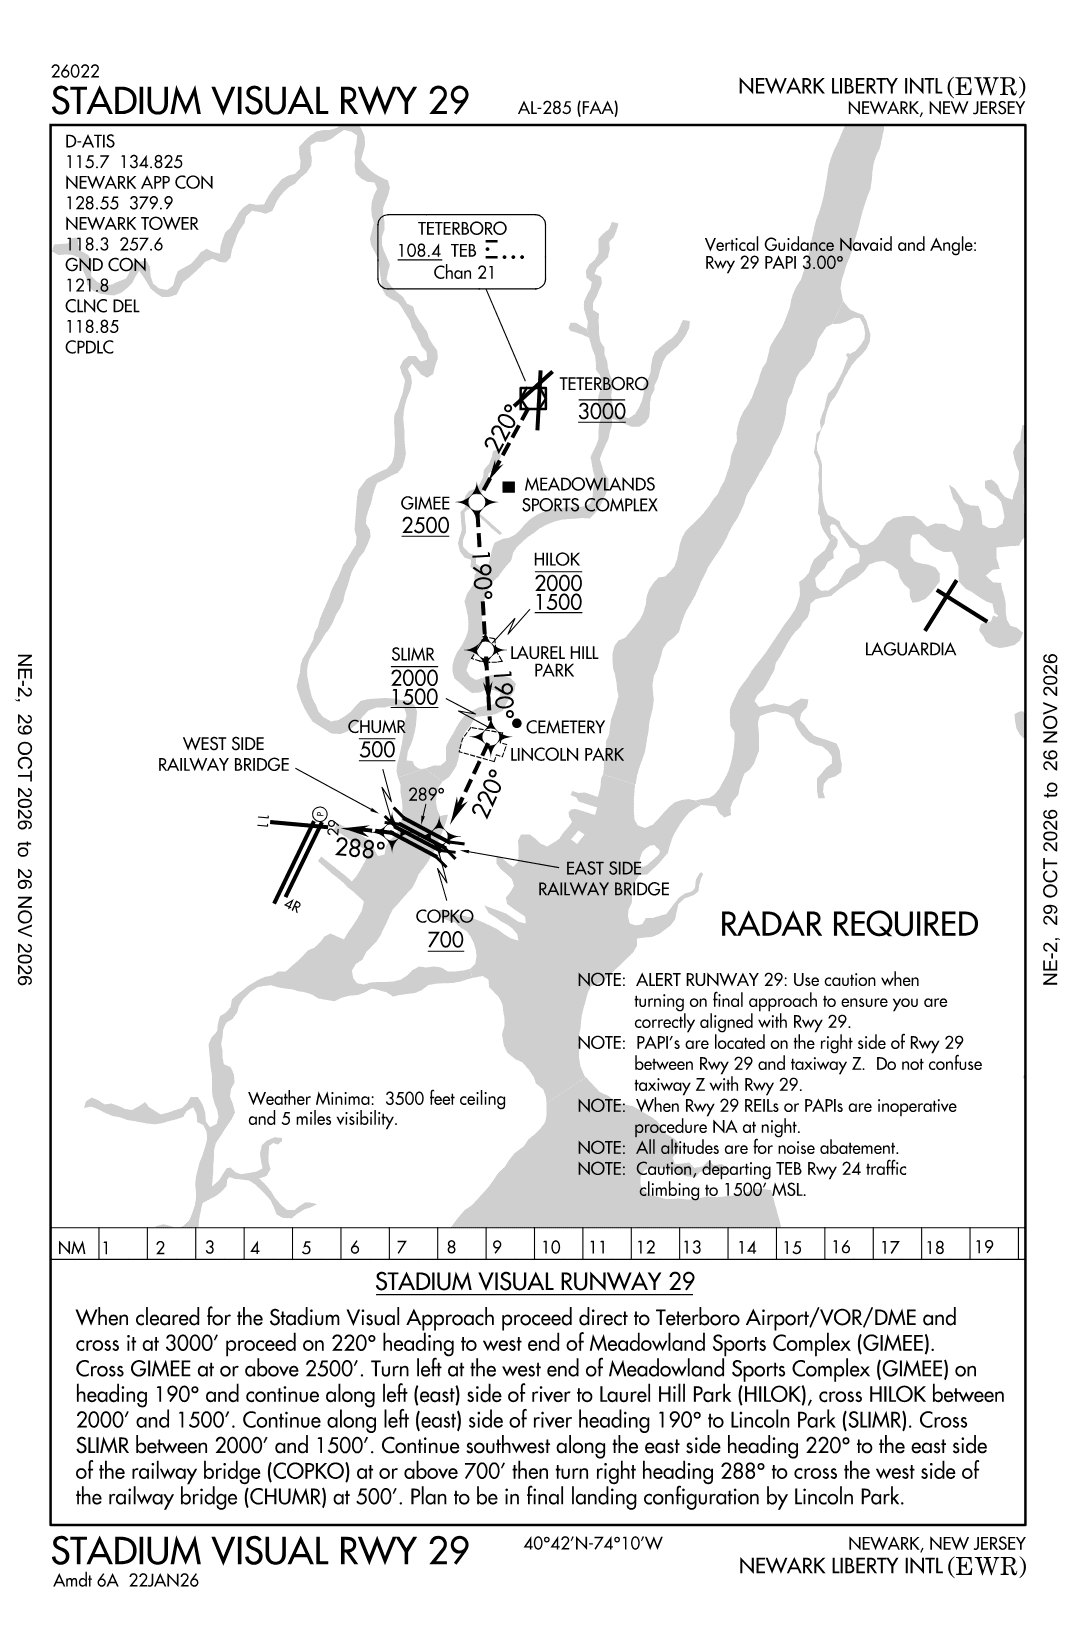 26022
STADIUM VISUAL RWY 29
AL-285 (FAA)
NEWARK LIBERTY INTL (EWR)
NEWARK, NEW JERSEY
D-ATIS
115.7 134.825
NEWARK APP CON
128.55 379.9
NEWARK TOWER
118.3 257.6
GND CON
121.8
CLNC DEL
118.85
CPDLC
TETERBORO
108.4 TEB
Chan 21
Vertical Guidance Navaid and Angle:
Rwy 29 PAPI 3.00°
TETERBORO
3000
220°
MEADOWLANDS
SPORTS COMPLEX
GIMEE
2500
190°
HILOK
2000
1500
LAGUARDIA
LAUREL HILL
PARK
SLIMR
2000
1500
190°
CHUMR
500
CEMETERY
LINCOLN PARK
WEST SIDE
RAILWAY BRIDGE
289°
220°
11
P
29
288°
EAST SIDE
RAILWAY BRIDGE
4R
COPKO
700
RADAR REQUIRED
NOTE: ALERT RUNWAY 29: Use caution when
turning on final approach to ensure you are
correctly aligned with Rwy 29.
NOTE: PAPI's are located on the right side of Rwy 29
between Rwy 29 and taxiway Z. Do not confuse
taxiway Z with Rwy 29.
NOTE: When Rwy 29 REILs or PAPIs are inoperative
procedure NA at night.
NOTE: All altitudes are for noise abatement.
NOTE: Caution, departing TEB Rwy 24 traffic
climbing to 1500' MSL.
Weather Minima: 3500 feet ceiling
and 5 miles visibility.
NM 1 2 3 4 5 6 7 8 9 10 11 12 13 14 15 16 17 18 19
STADIUM VISUAL RUNWAY 29
When cleared for the Stadium Visual Approach proceed direct to Teterboro Airport/VOR/DME and
cross it at 3000' proceed on 220° heading to west end of Meadowland Sports Complex (GIMEE).
Cross GIMEE at or above 2500'. Turn left at the west end of Meadowland Sports Complex (GIMEE) on
heading 190° and continue along left (east) side of river to Laurel Hill Park (HILOK), cross HILOK between
2000' and 1500'. Continue along left (east) side of river heading 190° to Lincoln Park (SLIMR). Cross
SLIMR between 2000' and 1500'. Continue southwest along the east side heading 220° to the east side
of the railway bridge (COPKO) at or above 700' then turn right heading 288° to cross the west side of
the railway bridge (CHUMR) at 500'. Plan to be in final landing configuration by Lincoln Park.
STADIUM VISUAL RWY 29
Amdt 6A 22JAN26
40°42'N-74°10'W
NEWARK, NEW JERSEY
NEWARK LIBERTY INTL (EWR)
NE-2, 29 OCT 2026 to 26 NOV 2026
NE-2, 29 OCT 2026 to 26 NOV 2026